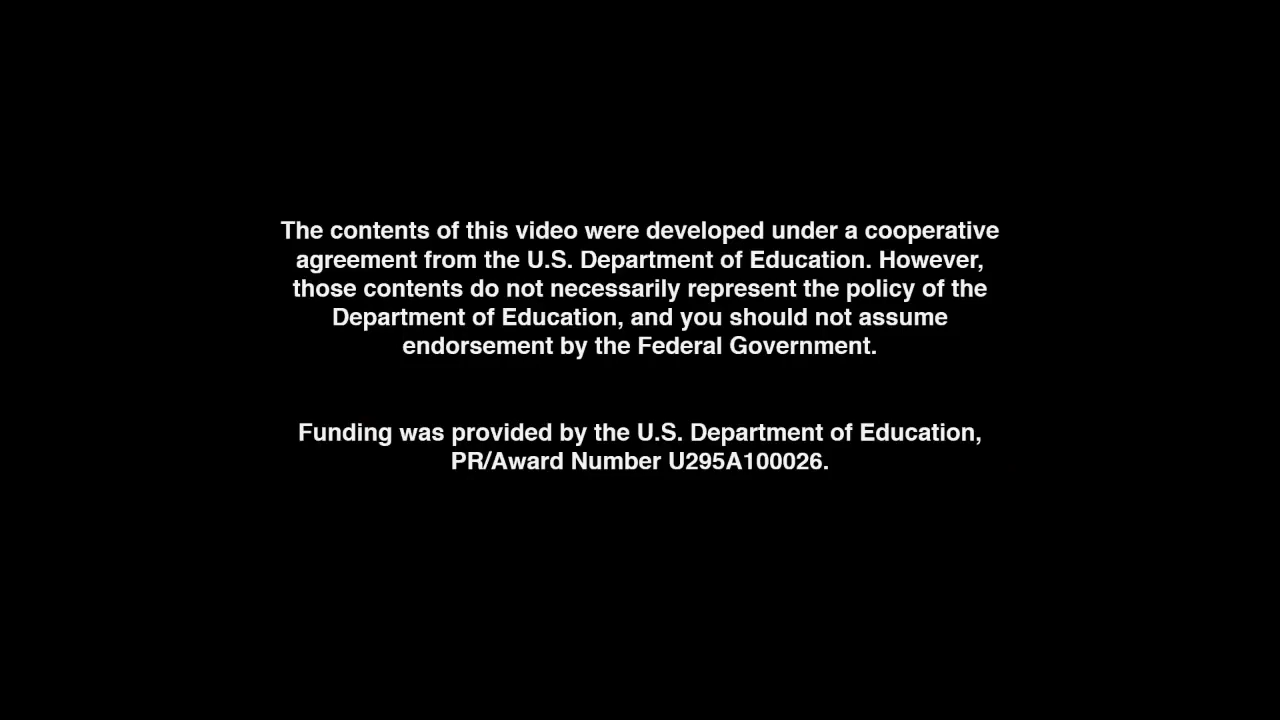 The contents of this video were developed under a cooperative
agreement from the U.S. Department of Education. However,
those contents do not necessarily represent the policy of the
Department of Education, and you should not assume
endorsement by the Federal Government.
Funding was provided by the U.S. Department of Education,
PR/Award Number U295A100026.